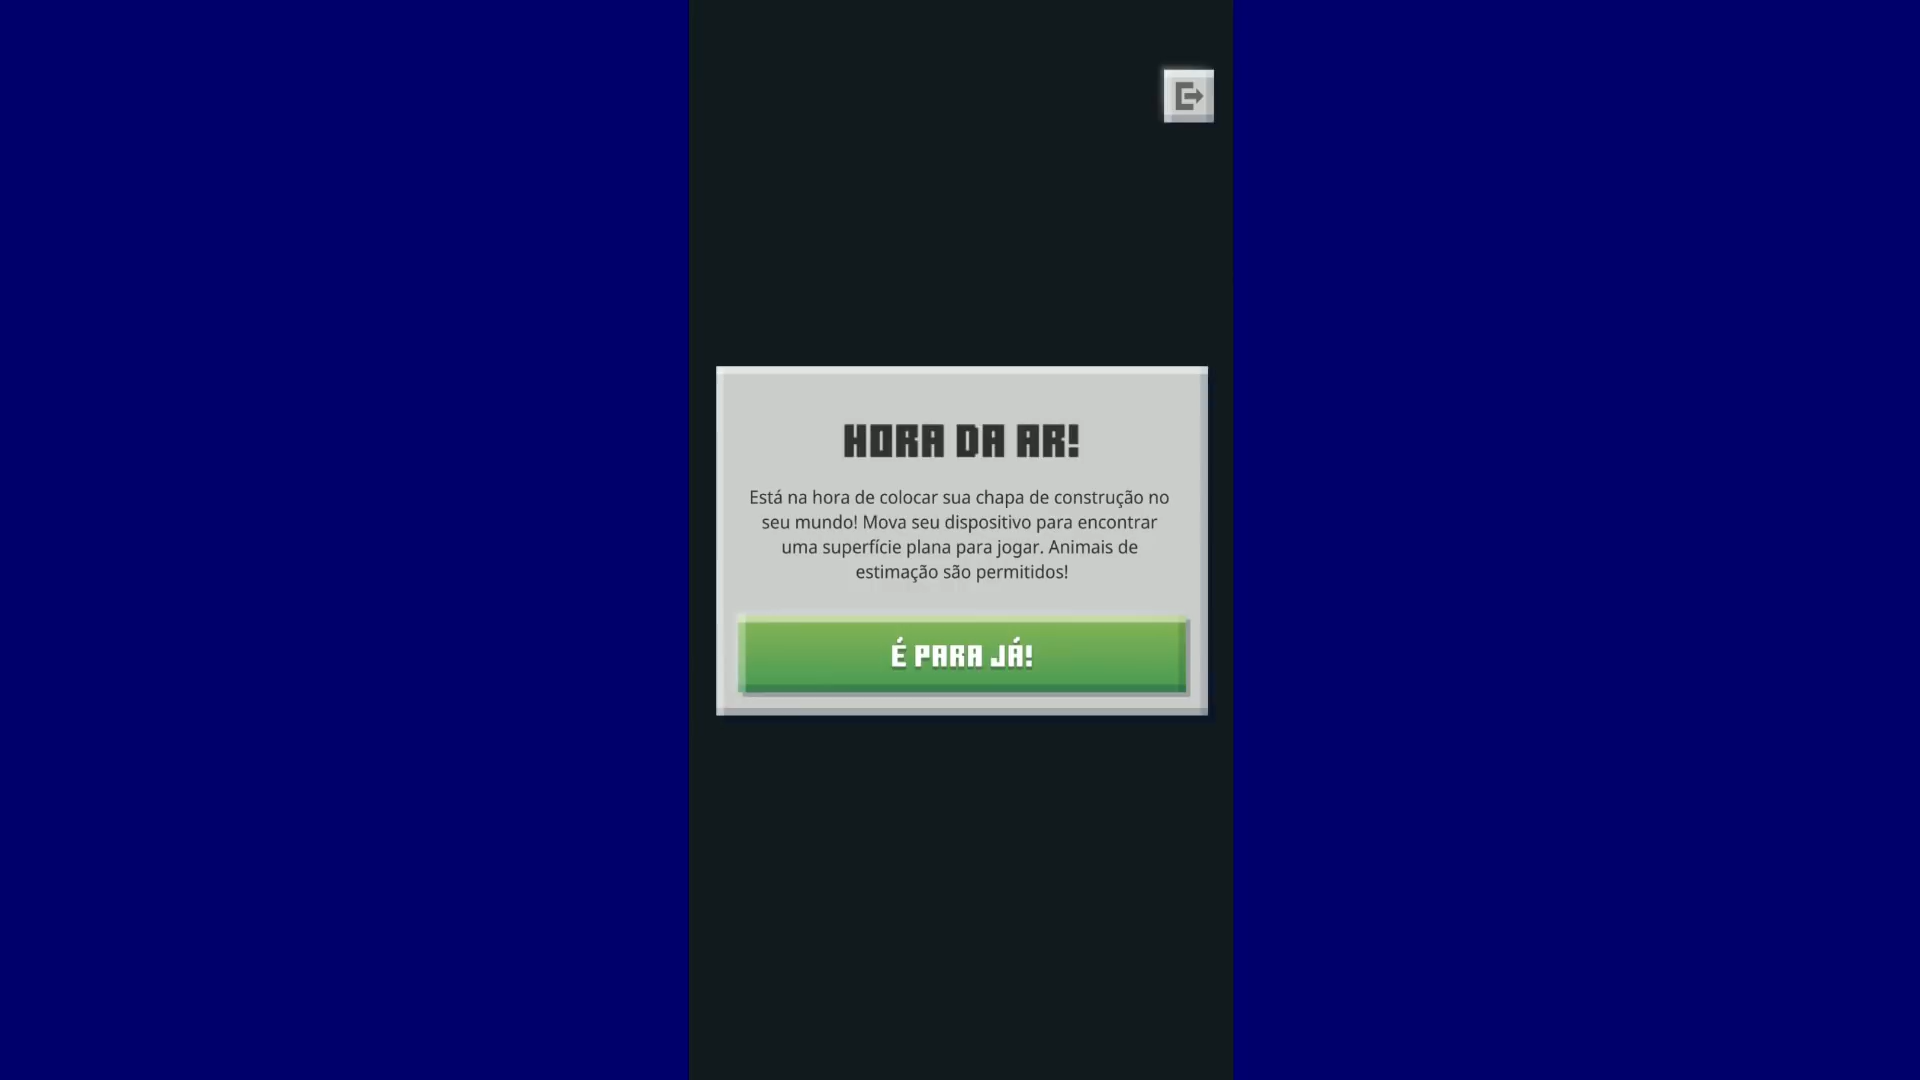 HORA DA AR!
Está na hora de colocar sua chapa de construção no
seu mundo! Mova seu dispositivo para encontrar
uma superfície plana para jogar. Animais de
estimação são permitidos!
É PARA JÁ!